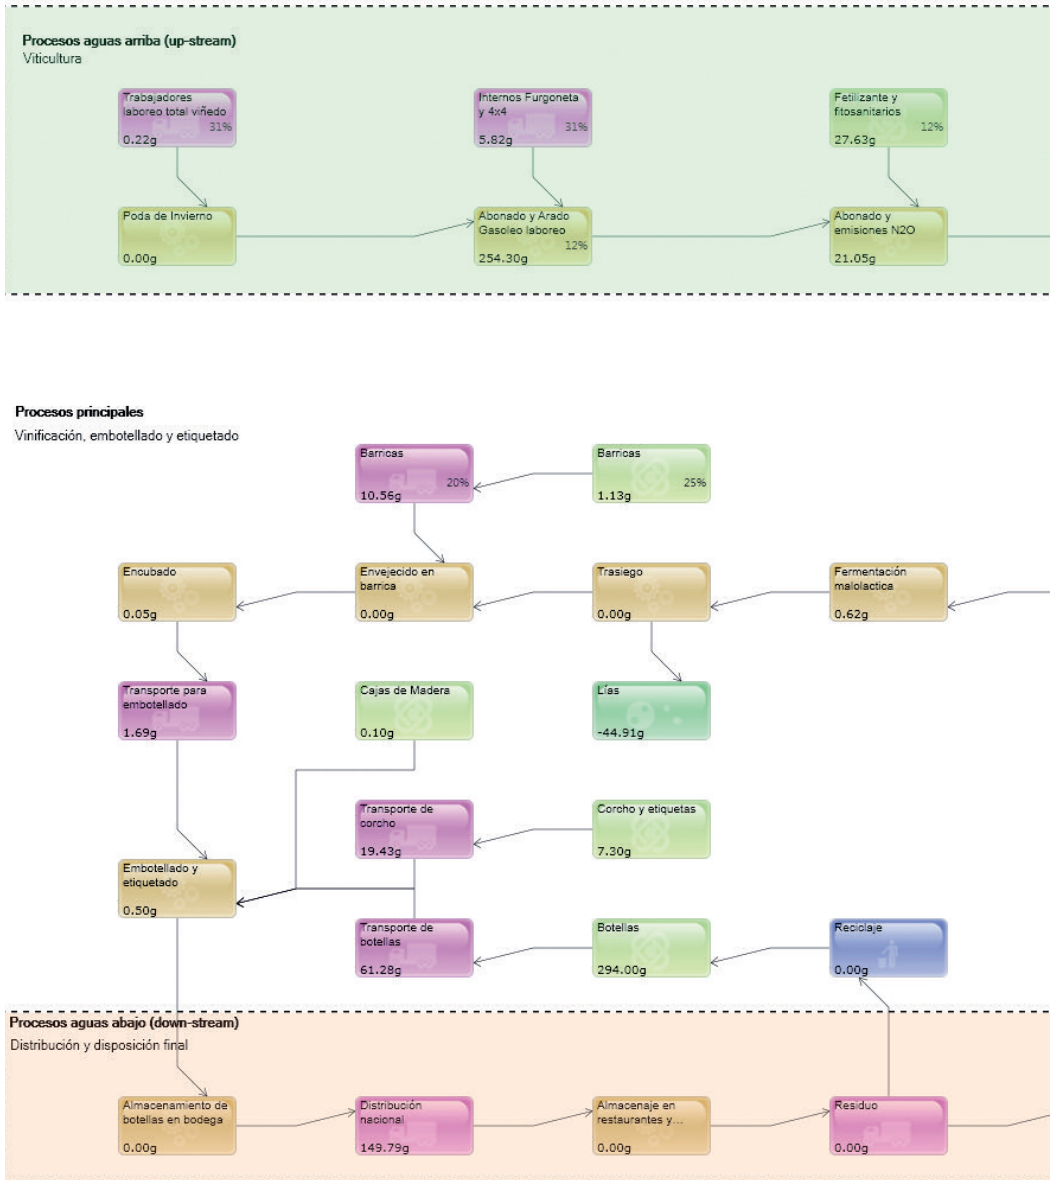 Procesos aguas arriba (up-stream)
Viticultura
Trabajadores
laboreo total viñedo
31%
0.22g
Internos Furgoneta
y 4x4
31%
5.82g
Fetilizante y
fitosanitarios
12%
27.63g
Poda de Invierno
0.00g
Abonado y Arado
Gasoleo laboreo
12%
254.30g
Abonado y
emisiones N2O
21.05g
Procesos principales
Vinificación, embotellado y etiquetado
Barricas
20%
10.56g
Barricas
25%
1.13g
Encubado
0.05g
Envejecido en
barrica
0.00g
Trasiego
0.00g
Fermentación
malolactica
0.62g
Transporte para
embotellado
1.69g
Cajas de Madera
0.10g
Lías
-44.91g
Transporte de
corcho
19.43g
Corcho y etiquetas
7.30g
Embotellado y
etiquetado
0.50g
Transporte de
botellas
61.28g
Botellas
294.00g
Reciclaje
0.00g
Procesos aguas abajo (down-stream)
Distribución y disposición final
Almacenamiento de
botellas en bodega
0.00g
Distribución
nacional
149.79g
Almacenaje en
restaurantes y...
0.00g
Residuo
0.00g